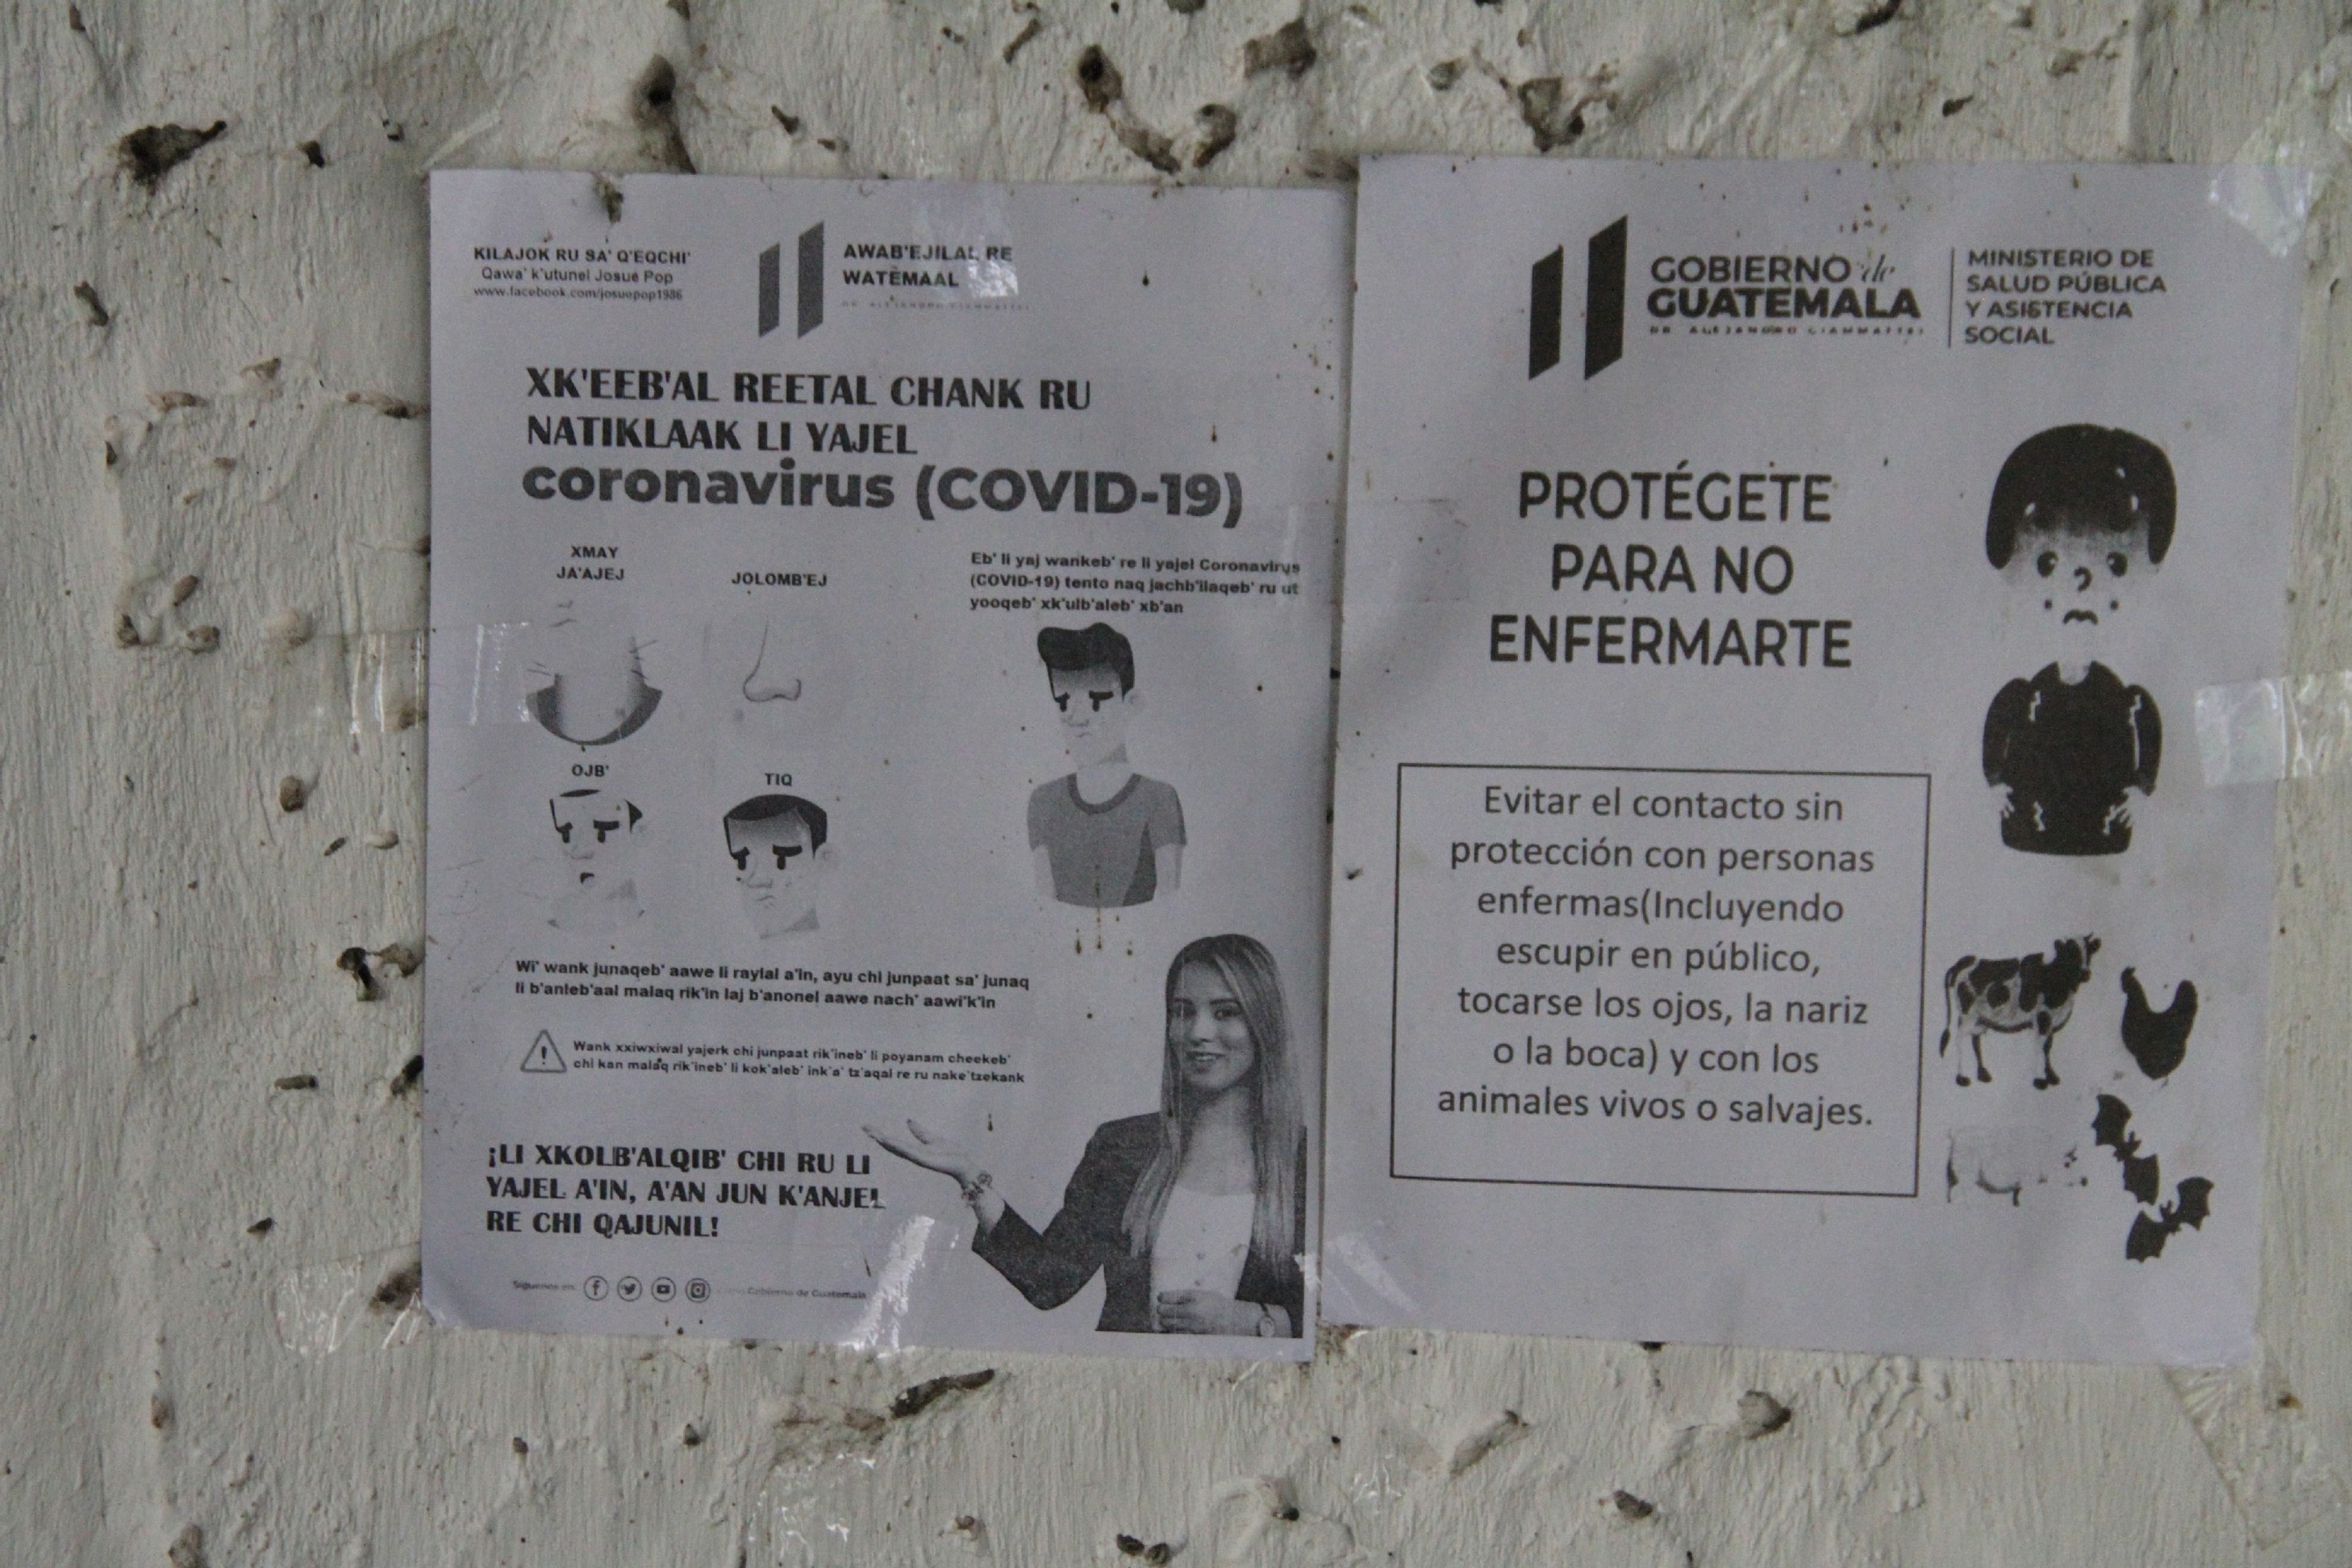 KILAJOK RU SA' Q'EQCHI'
Qawa' k'utunel Josue Pop
www.facebook.com/josuepop1986
AWAB'EJILAL RE
WATEMAAL
DR. ALEJANDRO GIAMMATTEI
XK'EEB'AL REETAL CHANK RU
NATIKLAAK LI YAJEL
coronavirus (COVID-19)
XMAY
JA'AJEJ
JOLOMB'EJ
OJB'
TIQ
Eb' li yaj wankeb' re li yajel Coronavirus
(COVID-19) tento naq jachb'ilaqeb' ru ut
yooqeb' xk'ulb'aleb' xb'an
Wi' wank junaqeb' aawe li raylal a'in, ayu chi junpaat sa' junaq
li b'anleb'aal malaq rik'in laj b'anonel aawe nach' aawi'k'in
Wank xxiwxiwal yajerk chi junpaat rik'ineb' li poyanam cheekeb'
chi kan malaq rik'ineb' li kok'aleb' ink'a' tz'aqal re ru nake'tzekank
¡LI XKOLB'ALQIB' CHI RU LI
YAJEL A'IN, A'AN JUN K'ANJEL
RE CHI QAJUNIL!
Síguenos en:
Gobierno de Guatemala
GOBIERNO de
GUATEMALA
DR. ALEJANDRO GIAMMATTEI
MINISTERIO DE
SALUD PÚBLICA
Y ASISTENCIA
SOCIAL
PROTÉGETE
PARA NO
ENFERMARTE
Evitar el contacto sin
protección con personas
enfermas(Incluyendo
escupir en público,
tocarse los ojos, la nariz
o la boca) y con los
animales vivos o salvajes.